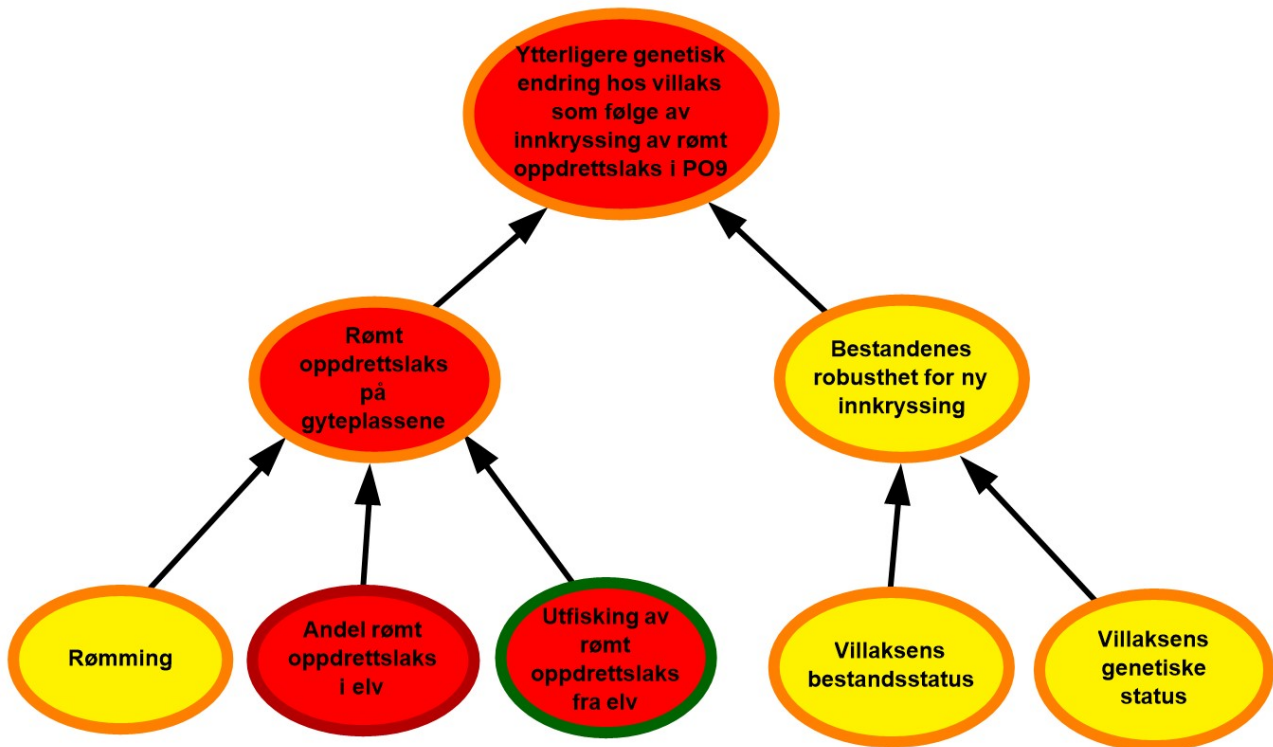 Ytterligere genetisk
endring hos villaks
som følge av
innkryssing av rømt
oppdrettslaks i PO9
Rømt
oppdrettslaks
på
gyteplassene
Bestandenes
robusthet for ny
innkryssing
Rømming
Andel rømt
oppdrettslaks
i elv
Utfisking av
rømt
oppdrettslaks
fra elv
Villaksens
bestandsstatus
Villaksens
genetiske
status